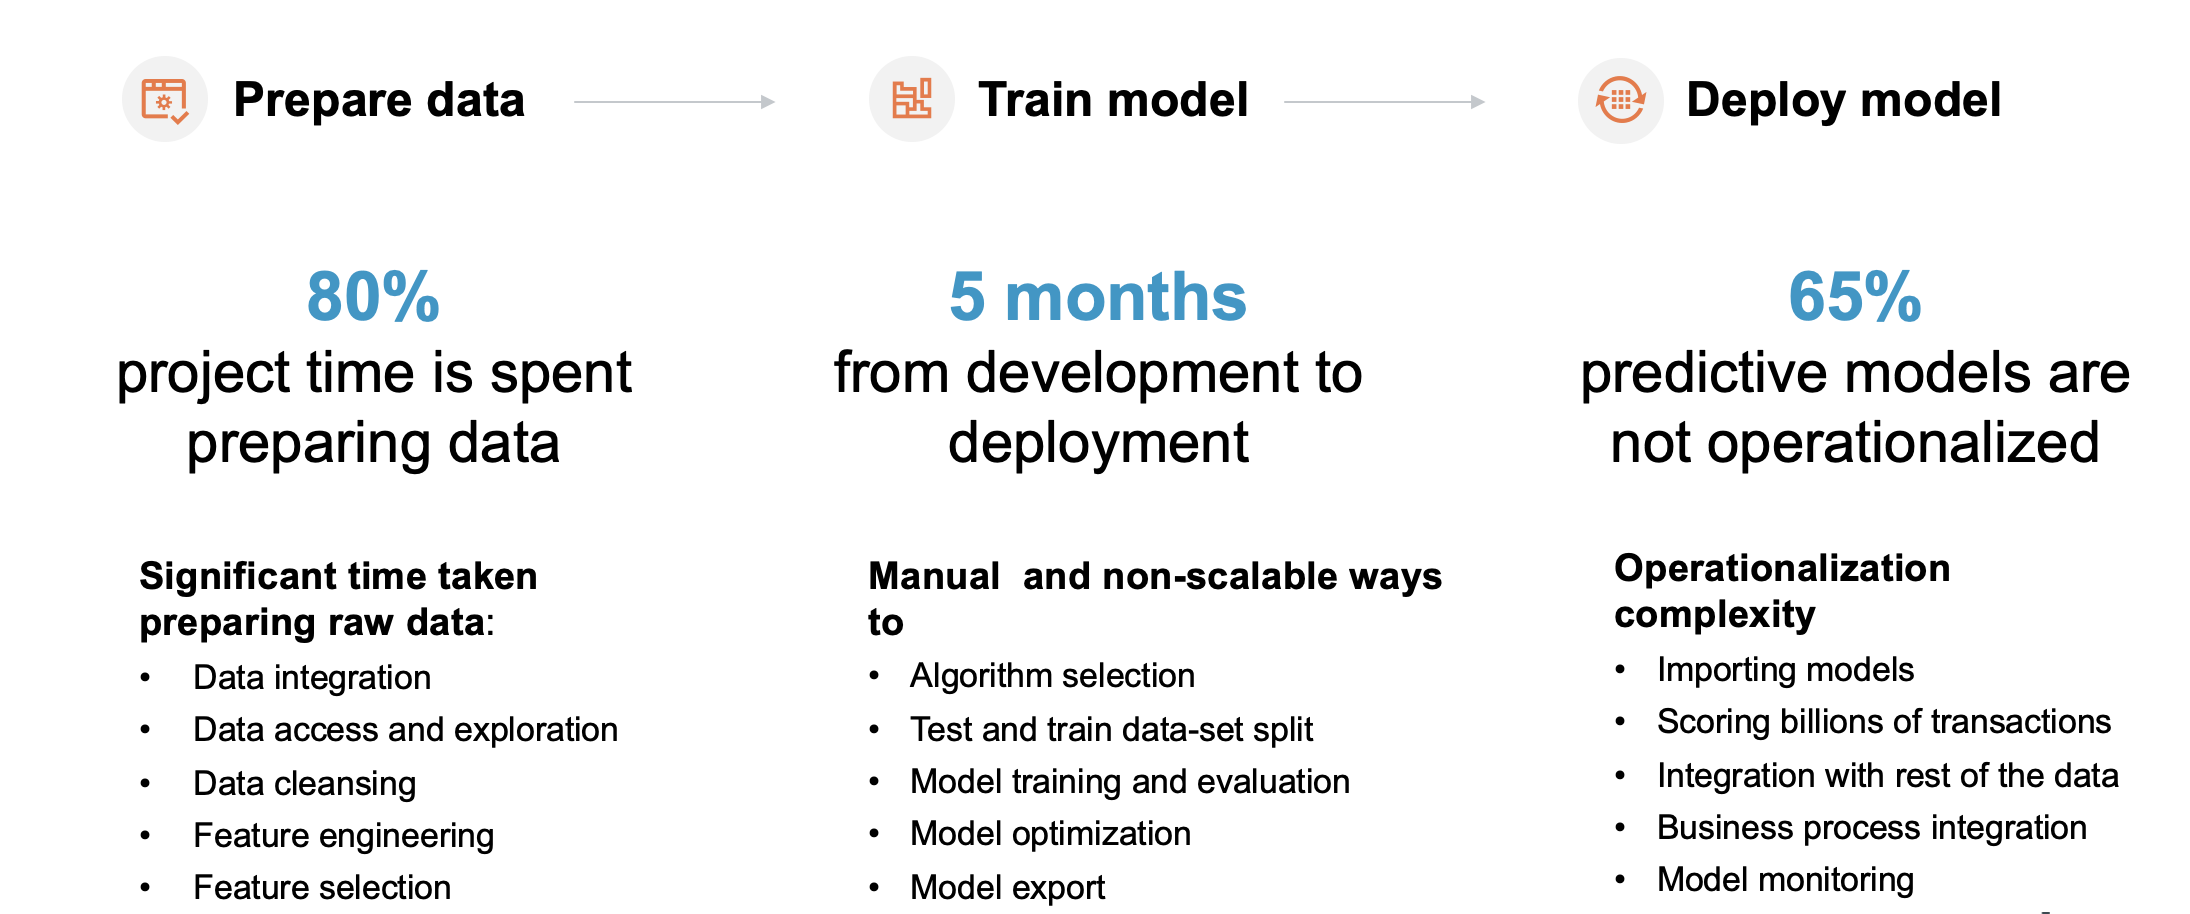 Prepare data
Train model
Deploy model
80%
project time is spent
preparing data
5 months
from development to
deployment
65%
predictive models are
not operationalized
Significant time taken
preparing raw data:
• Data integration
• Data access and exploration
• Data cleansing
• Feature engineering
• Feature selection
Manual  and non-scalable ways
to
• Algorithm selection
• Test and train data-set split
• Model training and evaluation
• Model optimization
• Model export
Operationalization
complexity
• Importing models
• Scoring billions of transactions
• Integration with rest of the data
• Business process integration
• Model monitoring